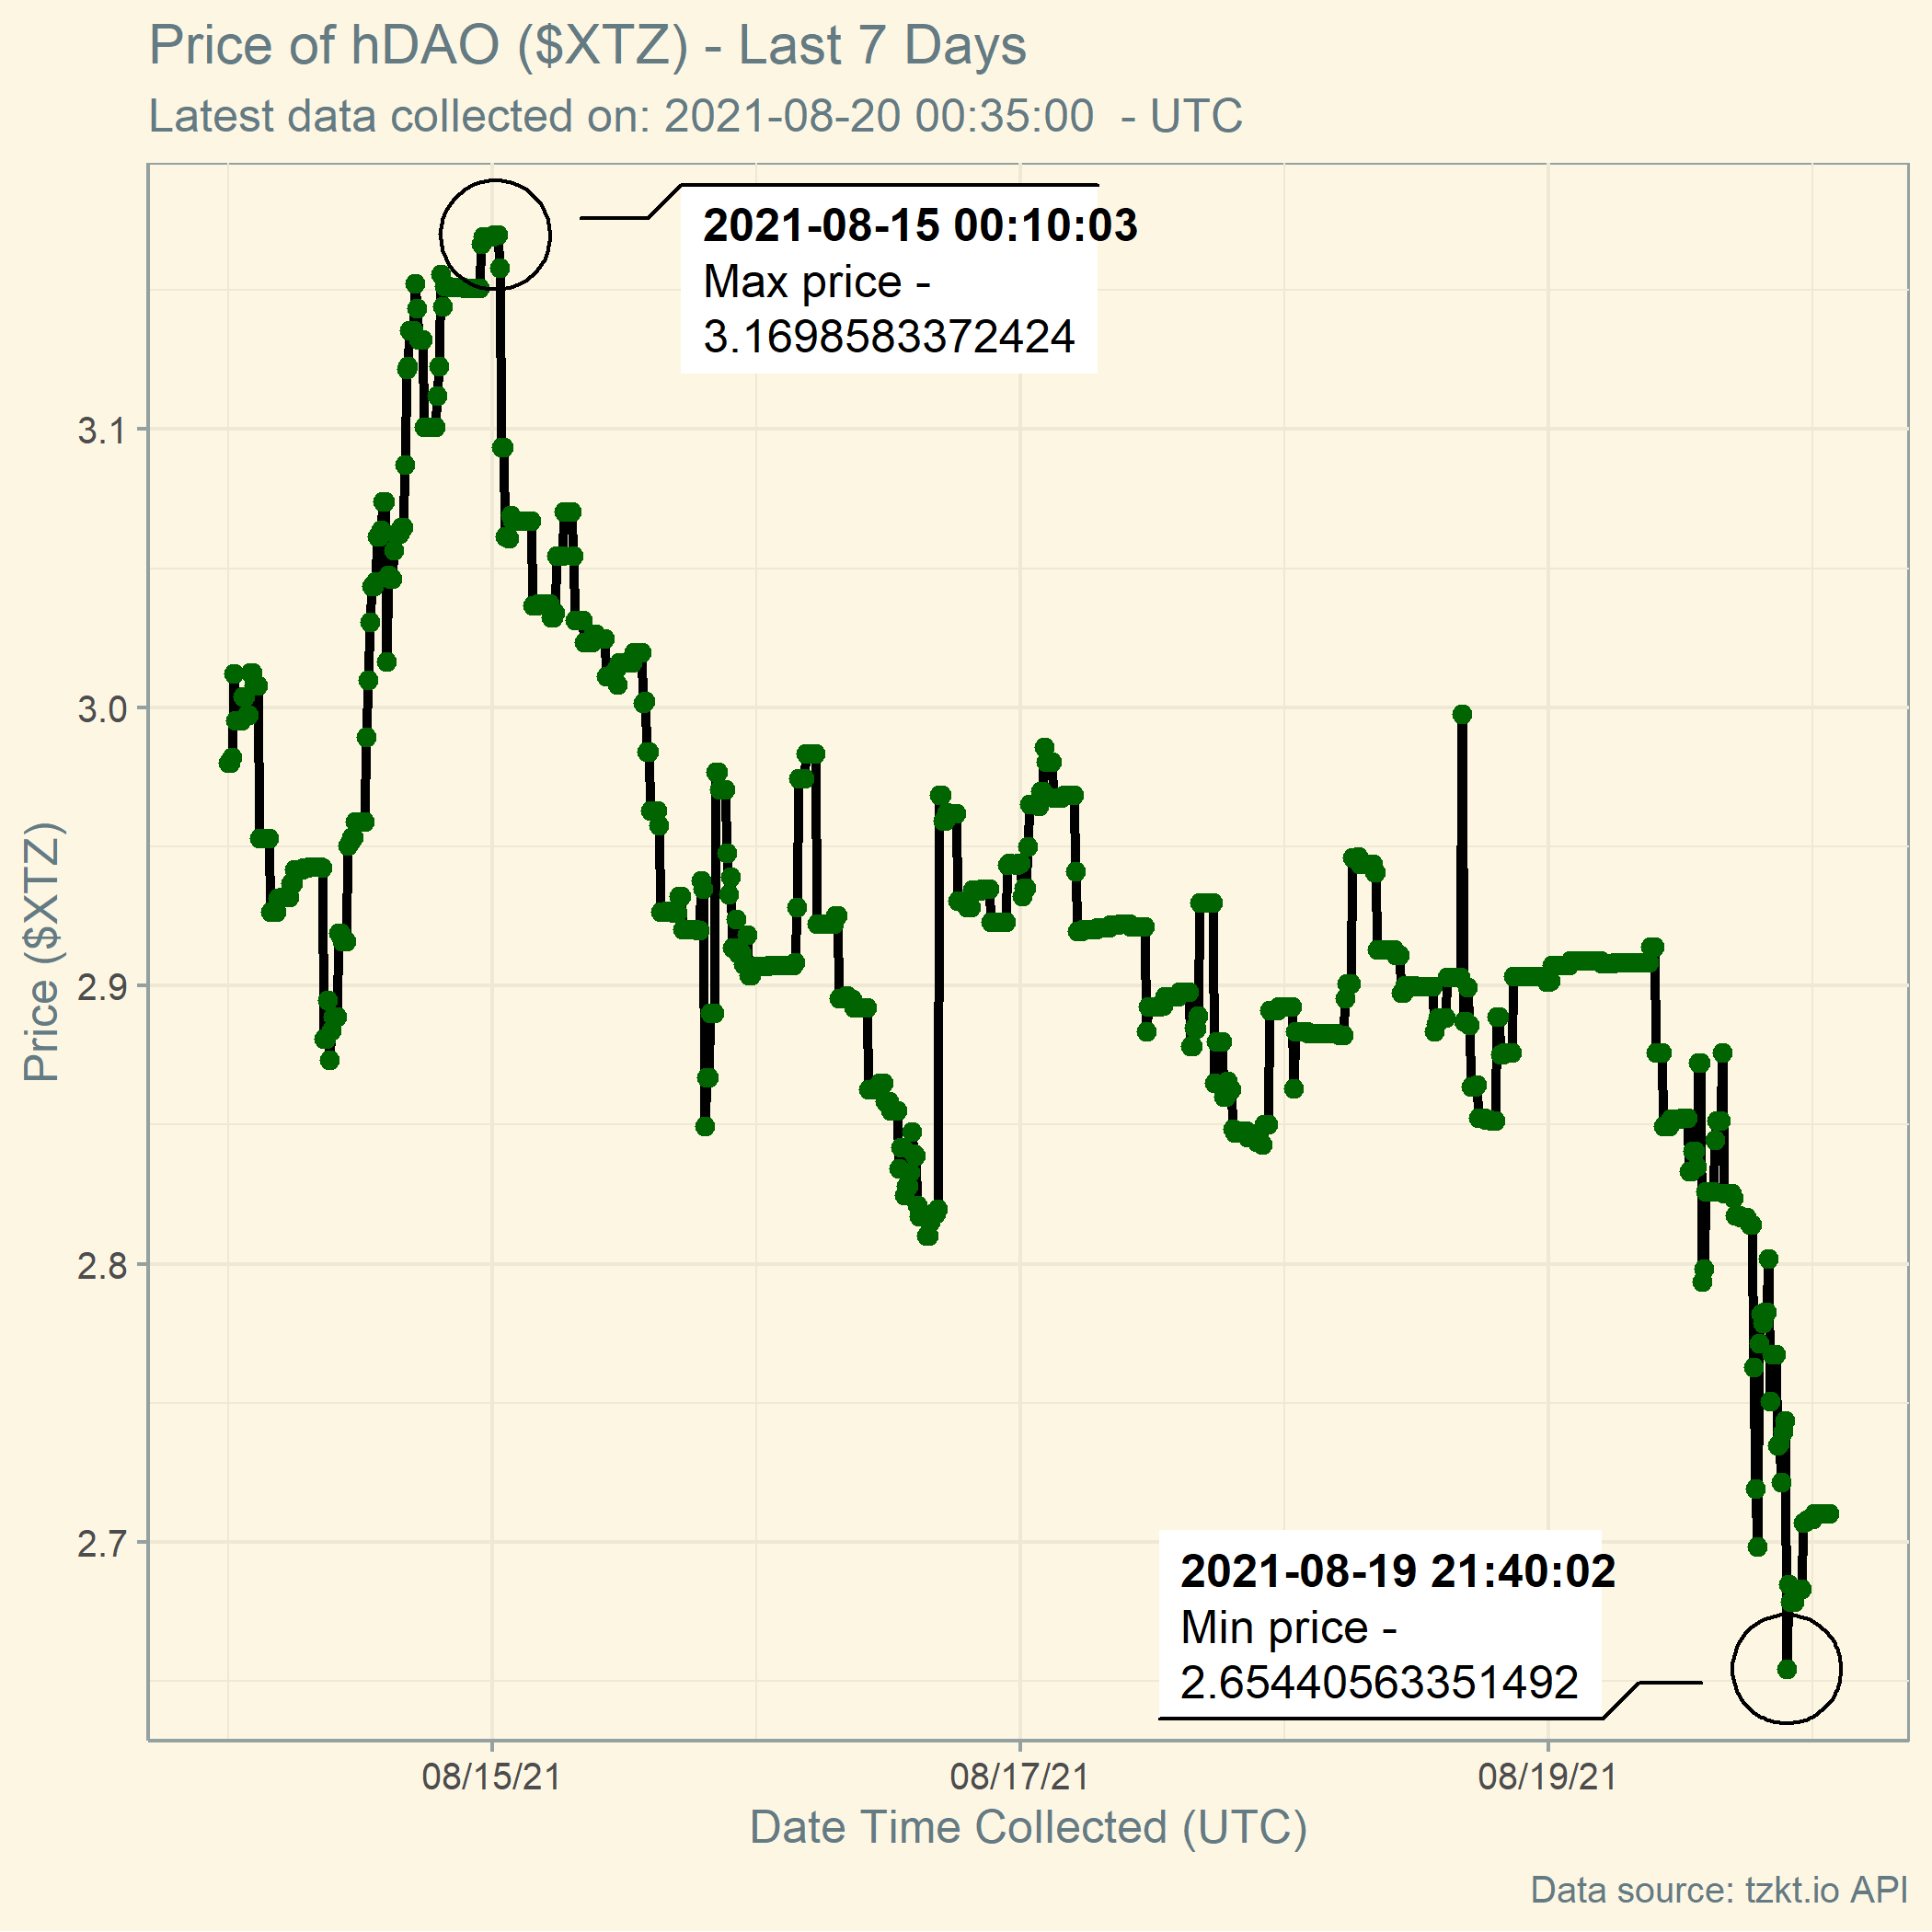 Price of hDAO ($XTZ) - Last 7 Days
Latest data collected on: 2021-08-20 00:35:00  - UTC
2021-08-15 00:10:03
Max price -
3.1698583372424
3.1
3.0
2.9
2.8
2.7
Price ($XTZ)
2021-08-19 21:40:02
Min price -
2.65440563351492
08/15/21
08/17/21
08/19/21
Date Time Collected (UTC)
Data source: tzkt.io API